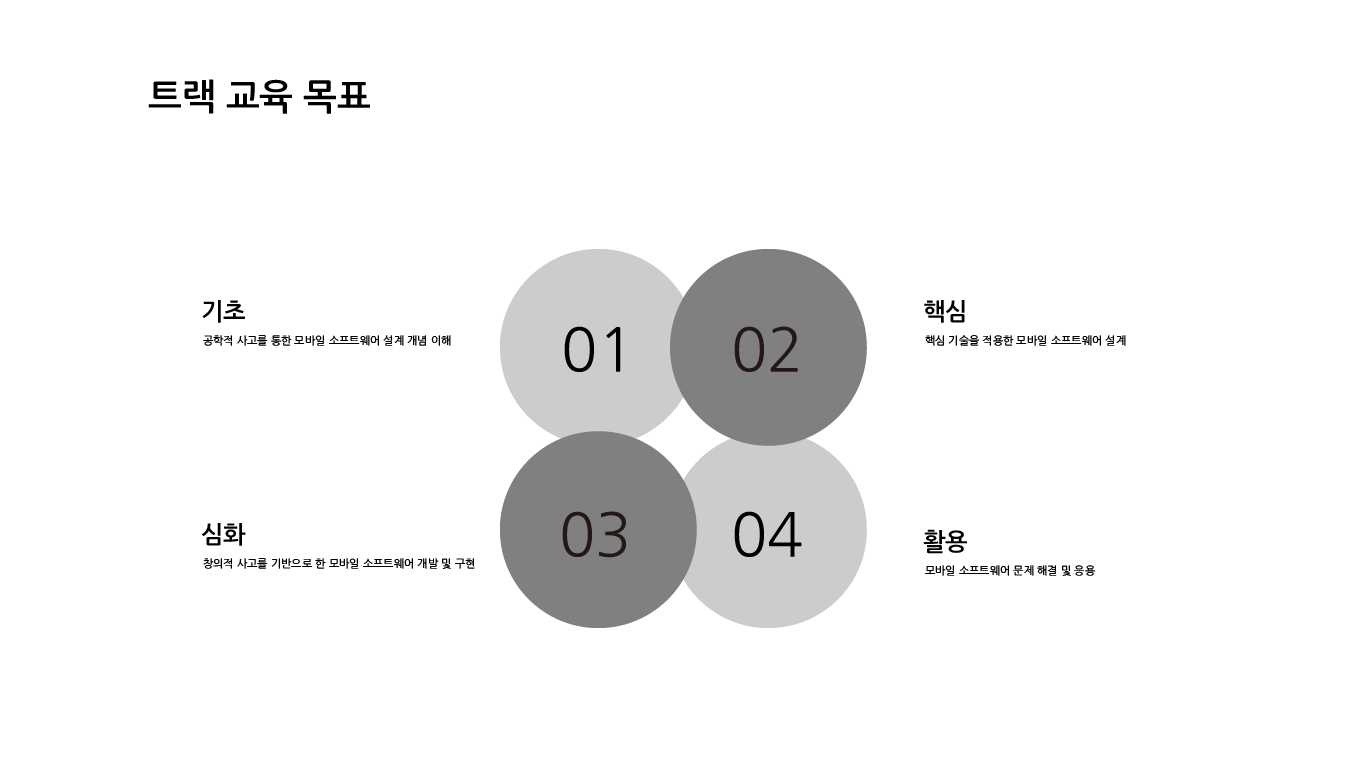 트랙 교육 목표
기초
공학적 사고를 통한 모바일 소프트웨어 설계 개념 이해
01
02
핵심
핵심 기술을 적용한 모바일 소프트웨어 설계
심화
창의적 사고를 기반으로 한 모바일 소프트웨어 개발 및 구현
03
04
활용
모바일 소프트웨어 문제 해결 및 응용